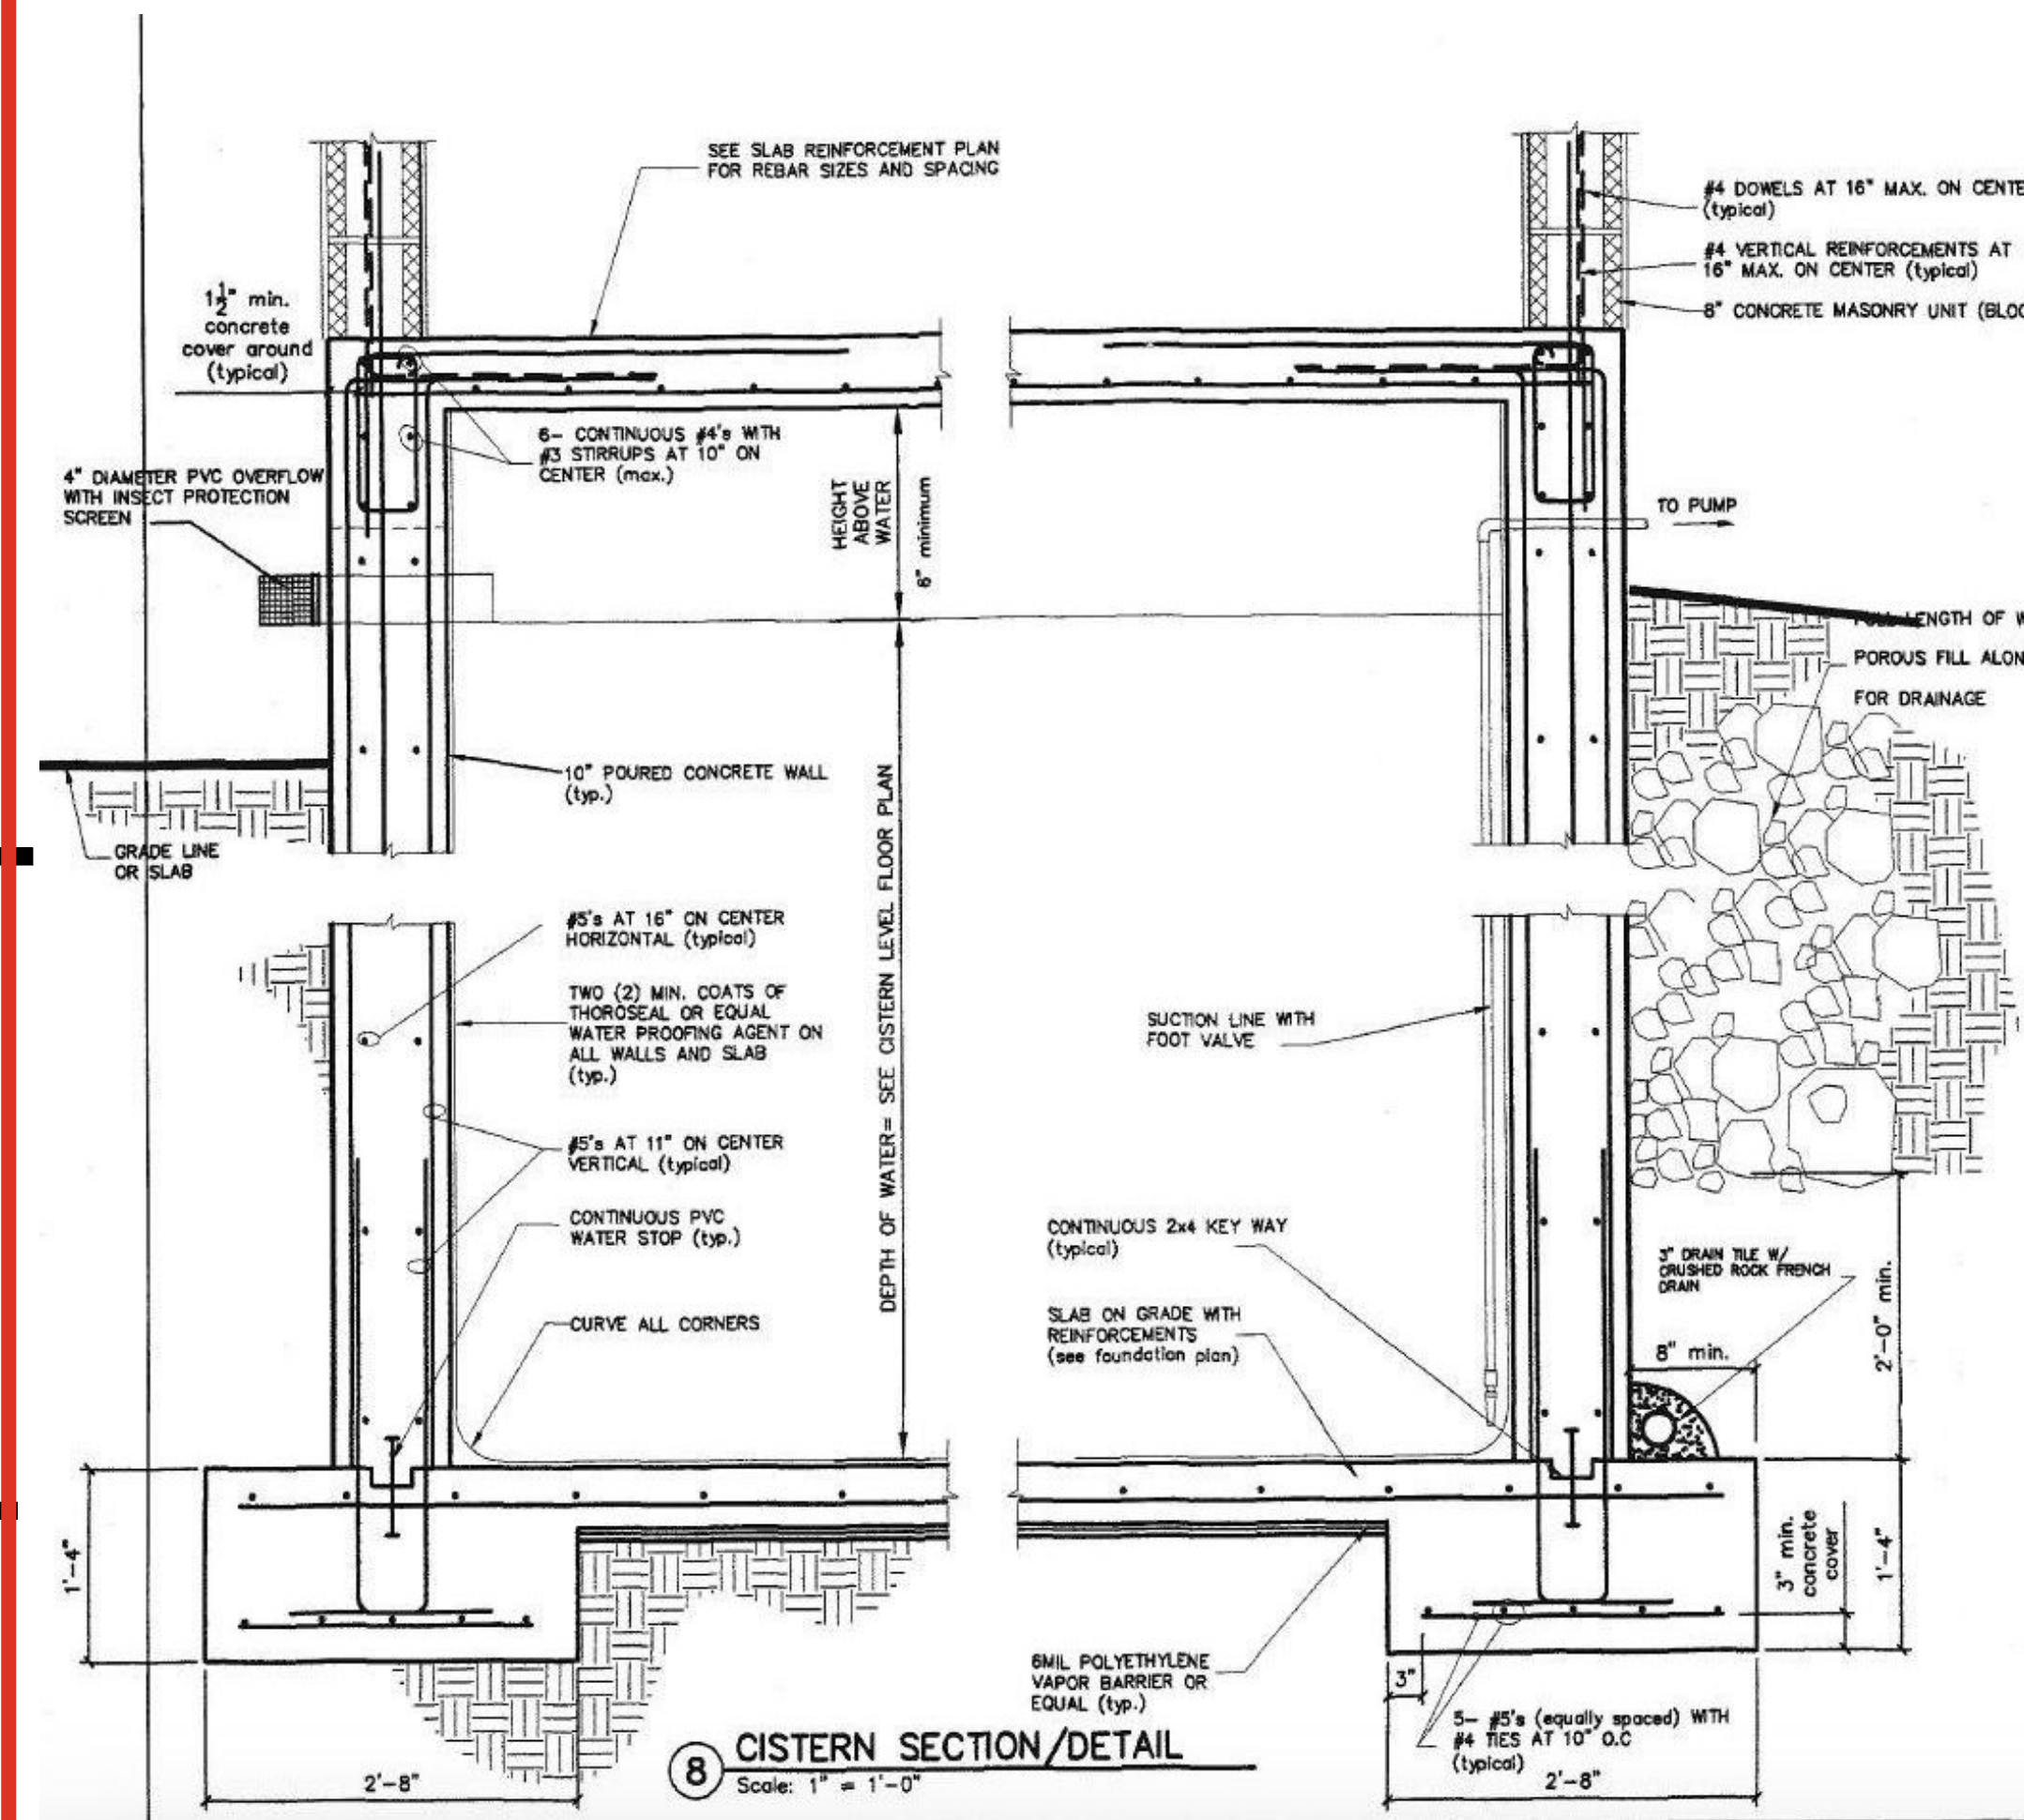 SEE SLAB REINFORCEMENT PLAN
FOR REBAR SIZES AND SPACING
#4 DOWELS AT 16" MAX. ON CENTE
(typical)
#4 VERTICAL REINFORCEMENTS AT
16" MAX. ON CENTER (typical)
8" CONCRETE MASONRY UNIT (BLOC
1½" min.
concrete
cover around
(typical)
6- CONTINUOUS #4's WITH
#3 STIRRUPS AT 10" ON
CENTER (max.)
4" DIAMETER PVC OVERFLOW
WITH INSECT PROTECTION
SCREEN
HEIGHT
ABOVE
WATER
6" minimum
TO PUMP
FULL LENGTH OF W
POROUS FILL ALON
FOR DRAINAGE
10" POURED CONCRETE WALL
(typ.)
GRADE LINE
OR SLAB
DEPTH OF WATER= SEE CISTERN LEVEL FLOOR PLAN
#5's AT 16" ON CENTER
HORIZONTAL (typical)
TWO (2) MIN. COATS OF
THOROSEAL OR EQUAL
WATER PROOFING AGENT ON
ALL WALLS AND SLAB
(typ.)
SUCTION LINE WITH
FOOT VALVE
#5's AT 11" ON CENTER
VERTICAL (typical)
CONTINUOUS PVC
WATER STOP (typ.)
CURVE ALL CORNERS
CONTINUOUS 2x4 KEY WAY
(typical)
SLAB ON GRADE WITH
REINFORCEMENTS
(see foundation plan)
3" DRAIN TILE W/
CRUSHED ROCK FRENCH
DRAIN
8" min.
2'-0" min.
1'-4"
3" min.
concrete
cover
1'-4"
6MIL POLYETHYLENE
VAPOR BARRIER OR
EQUAL (typ.)
3"
5- #5's (equally spaced) WITH
#4 TIES AT 10" O.C
(typical)
2'-8"
2'-8"
8 CISTERN SECTION/DETAIL
Scale: 1" = 1'-0"